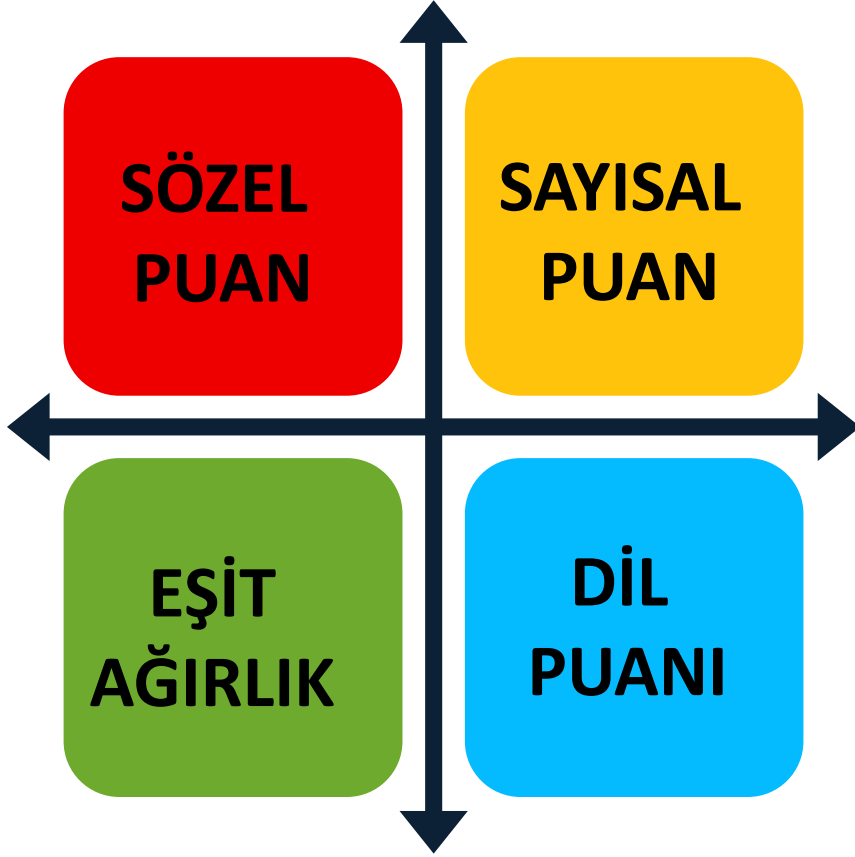 SÖZEL
PUAN
SAYISAL
PUAN
EŞİT
AĞIRLIK
DİL
PUANI